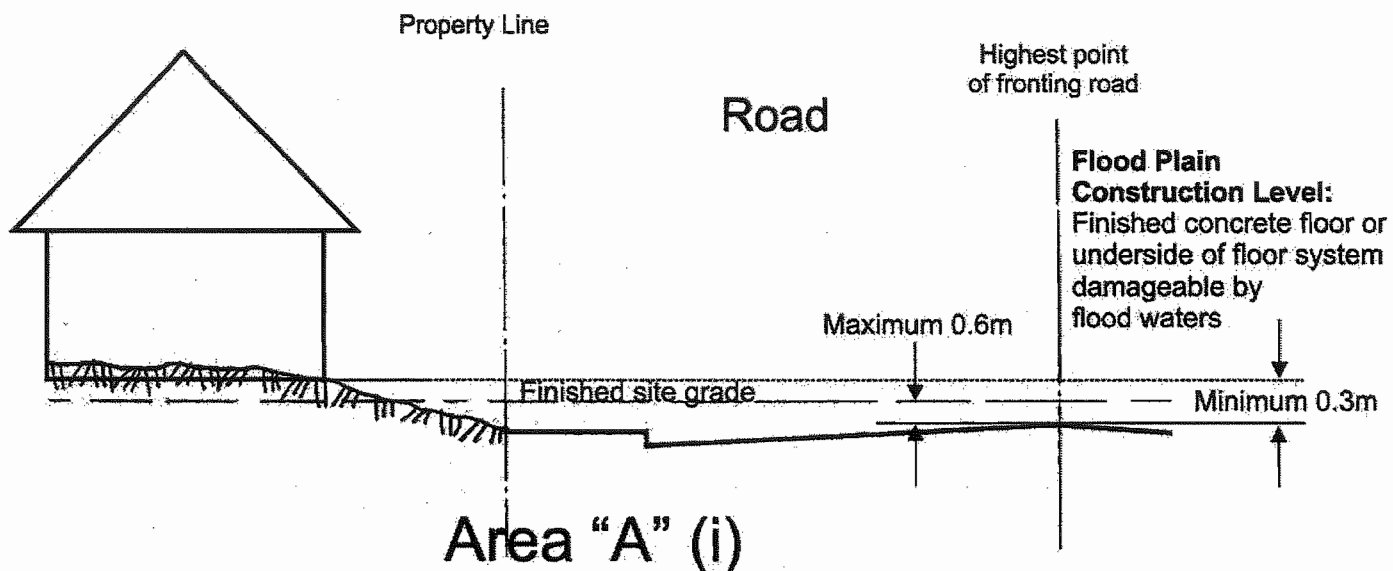 Property Line
Highest point
of fronting road
Road
Flood Plain
Construction Level:
Finished concrete floor or
underside of floor system
damageable by
flood waters
Maximum 0.6m
Finished site grade
Minimum 0.3m
Area “A” (i)